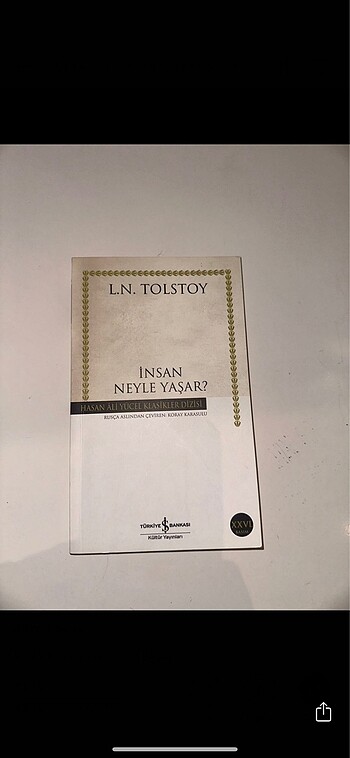 L.N. TOLSTOY
İNSAN
NEYLE YAŞAR?
HASAN ÂLİ YÜCEL KLASİKLER DİZİSİ
RUSÇA ASLINDAN ÇEVİREN: KORAY KARASULU
XXVI
TÜRKİYE İŞ BANKASI
Kültür Yayınları